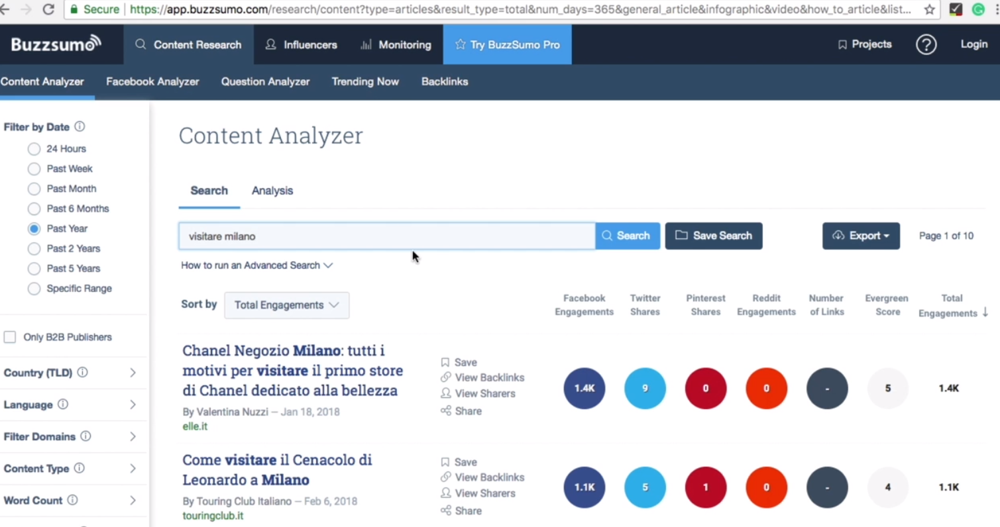 Secure | https://app.buzzsumo.com/research/content?type=articles&result_type=total&num_days=365&general_article&infographic&video&how_to_article&list...
Buzzsumo
Content Research
Influencers
Monitoring
Try BuzzSumo Pro
Projects
?
Login
Content Analyzer
Facebook Analyzer
Question Analyzer
Trending Now
Backlinks
Filter by Date
24 Hours
Past Week
Past Month
Past 6 Months
Past Year
Past 2 Years
Past 5 Years
Specific Range
Only B2B Publishers
Country (TLD)
Language
Filter Domains
Content Type
Word Count
Content Analyzer
Search
Analysis
visitare milano
Search
Save Search
Export
Page 1 of 10
How to run an Advanced Search
Sort by
Total Engagements
Facebook
Engagements
Twitter
Shares
Pinterest
Shares
Reddit
Engagements
Number
of Links
Evergreen
Score
Total
Engagements
Chanel Negozio Milano: tutti i
motivi per visitare il primo store
di Chanel dedicato alla bellezza
By Valentina Nuzzi – Jan 18, 2018
elle.it
Save
View Backlinks
View Sharers
Share
1.4K
9
0
0
-
5
1.4K
Come visitare il Cenacolo di
Leonardo a Milano
By Touring Club Italiano – Feb 6, 2018
touringclub.it
Save
View Backlinks
View Sharers
Share
1.1K
5
1
0
-
4
1.1K